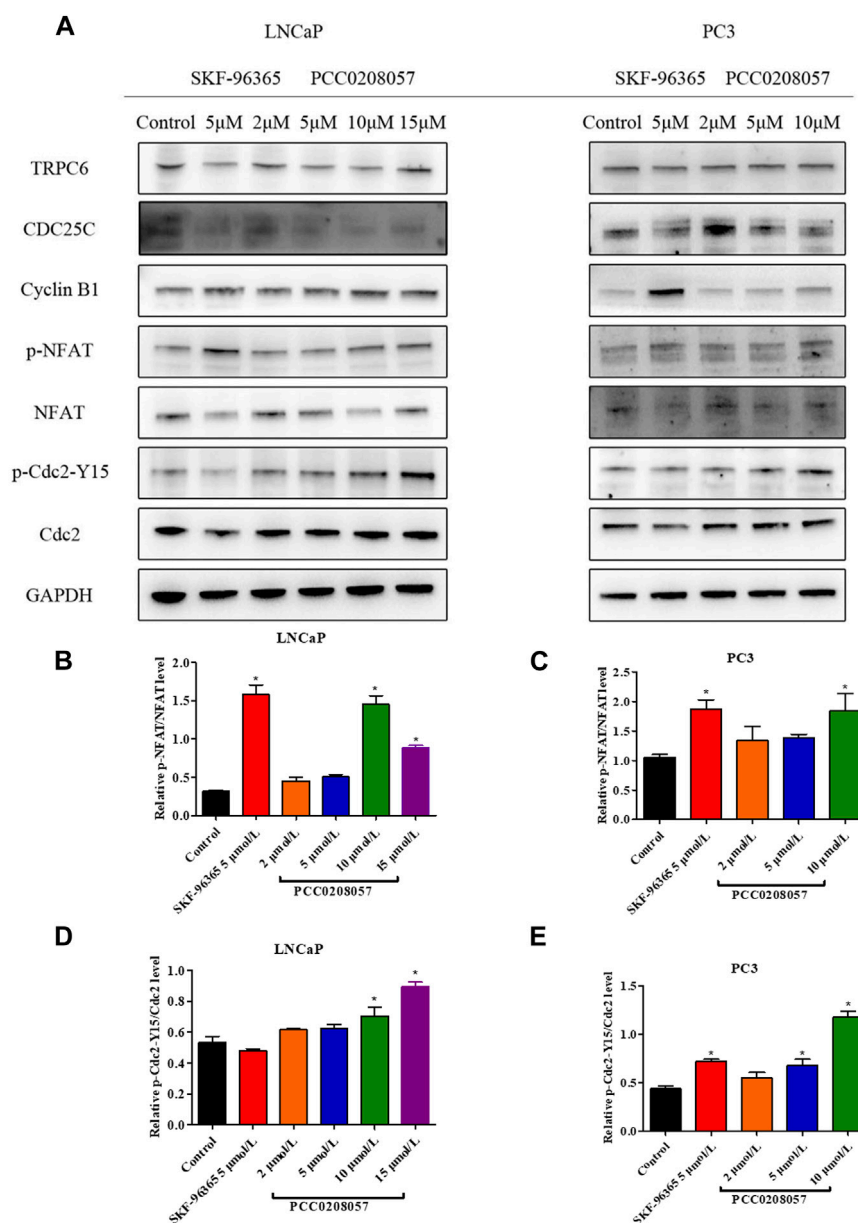 A
LNCaP PC3
SKF-96365 PCC0208057 SKF-96365 PCC0208057
Control 5μM 2μM 5μM 10μM 15μM Control 5μM 2μM 5μM 10μM
TRPC6
CDC25C
Cyclin B1
p-NFAT
NFAT
p-Cdc2-Y15
Cdc2
GAPDH
B
LNCaP
Relative p-NFAT/NFAT level
2.0
1.5
1.0
0.5
0.0
* * *
Control
SKF-96365 5 μmol/L
2 μmol/L
5 μmol/L
10 μmol/L
15 μmol/L
PCC0208057
C
PC3
Relative p-NFAT/NFAT level
2.5
2.0
1.5
1.0
0.5
0.0
* *
Control
SKF-96365 5 μmol/L
2 μmol/L
5 μmol/L
10 μmol/L
PCC0208057
D
LNCaP
Relative p-Cdc2-Y15/Cdc2 level
1.0
0.8
0.6
0.4
0.2
0.0
* *
Control
SKF-96365 5 μmol/L
2 μmol/L
5 μmol/L
10 μmol/L
15 μmol/L
PCC0208057
E
PC3
Relative p-Cdc2-Y15/Cdc2 level
1.5
1.0
0.5
0.0
* * *
Control
SKF-96365 5 μmol/L
2 μmol/L
5 μmol/L
10 μmol/L
PCC0208057